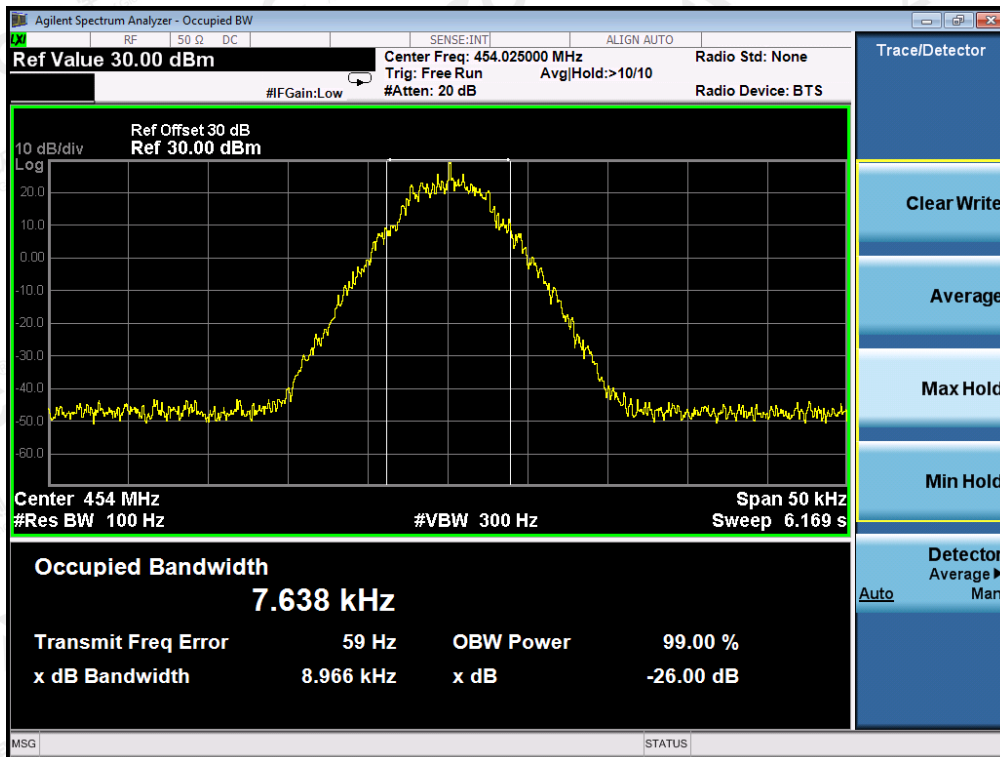 Agilent Spectrum Analyzer - Occupied BW
LXI RF 50 Ω DC SENSE:INT ALIGN AUTO
Ref Value 30.00 dBm
Center Freq: 454.025000 MHz
Radio Std: None
Trig: Free Run Avg|Hold:>10/10
#IFGain:Low
#Atten: 20 dB
Radio Device: BTS
Ref Offset 30 dB
10 dB/div Ref 30.00 dBm
Log
20.0
10.0
0.00
-10.0
-20.0
-30.0
-40.0
-50.0
-60.0
Center 454 MHz Span 50 kHz
#Res BW 100 Hz #VBW 300 Hz Sweep 6.169 s
Occupied Bandwidth
7.638 kHz
Transmit Freq Error 59 Hz OBW Power 99.00 %
x dB Bandwidth 8.966 kHz x dB -26.00 dB
MSG STATUS
Trace/Detector
Clear Write
Average
Max Hold
Min Hold
Detector
Average
Auto Man